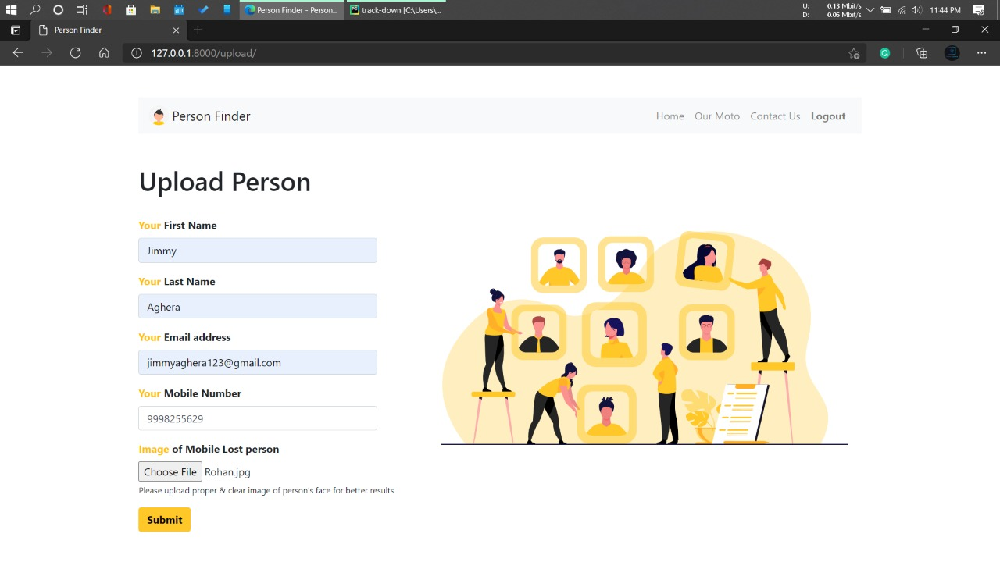 Person Finder - Person...
track-down [C:\Users\...
U: 0.13 Mbit/s
D: 0.05 Mbit/s
11:44 PM
Person Finder
127.0.0.1:8000/upload/
Person Finder
Home Our Moto Contact Us Logout
Upload Person
Your First Name
Jimmy
Your Last Name
Aghera
Your Email address
jimmyaghera123@gmail.com
Your Mobile Number
9998255629
Image of Mobile Lost person
Choose File Rohan.jpg
Please upload proper & clear image of person's face for better results.
Submit